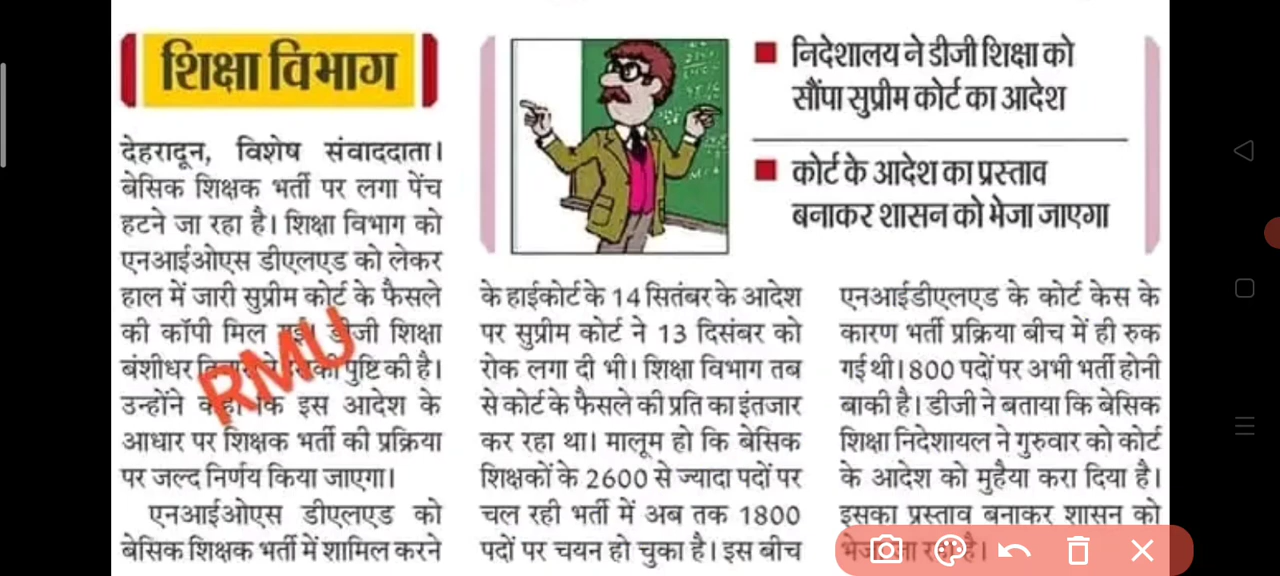 शिक्षा विभाग
निदेशालय ने डीजी शिक्षा को
सौंपा सुप्रीम कोर्ट का आदेश
कोर्ट के आदेश का प्रस्ताव
बनाकर शासन को भेजा जाएगा
देहरादून, विशेष संवाददाता।
बेसिक शिक्षक भर्ती पर लगा पेंच
हटने जा रहा है। शिक्षा विभाग को
एनआईओएस डीएलएड को लेकर
हाल में जारी सुप्रीम कोर्ट के फैसले
की कॉपी मिल गई। डीजी शिक्षा
बंशीधर की पुष्टि की है।
उन्होंने कहा कि इस आदेश के
आधार पर शिक्षक भर्ती की प्रक्रिया
पर जल्द निर्णय किया जाएगा।
एनआईओएस डीएलएड को
बेसिक शिक्षक भर्ती में शामिल करने
के हाईकोर्ट के 14 सितंबर के आदेश
पर सुप्रीम कोर्ट ने 13 दिसंबर को
रोक लगा दी भी। शिक्षा विभाग तब
से कोर्ट के फैसले की प्रति का इंतजार
कर रहा था। मालूम हो कि बेसिक
शिक्षकों के 2600 से ज्यादा पदों पर
चल रही भर्ती में अब तक 1800
पदों पर चयन हो चुका है। इस बीच
एनआईडीएलएड के कोर्ट केस के
कारण भर्ती प्रक्रिया बीच में ही रुक
गई थी। 800 पदों पर अभी भर्ती होनी
बाकी है। डीजी ने बताया कि बेसिक
शिक्षा निदेशायल ने गुरुवार को कोर्ट
के आदेश को मुहैया करा दिया है।
इसका प्रस्ताव बनाकर शासन को
भेजा जा रहा है।
RMU